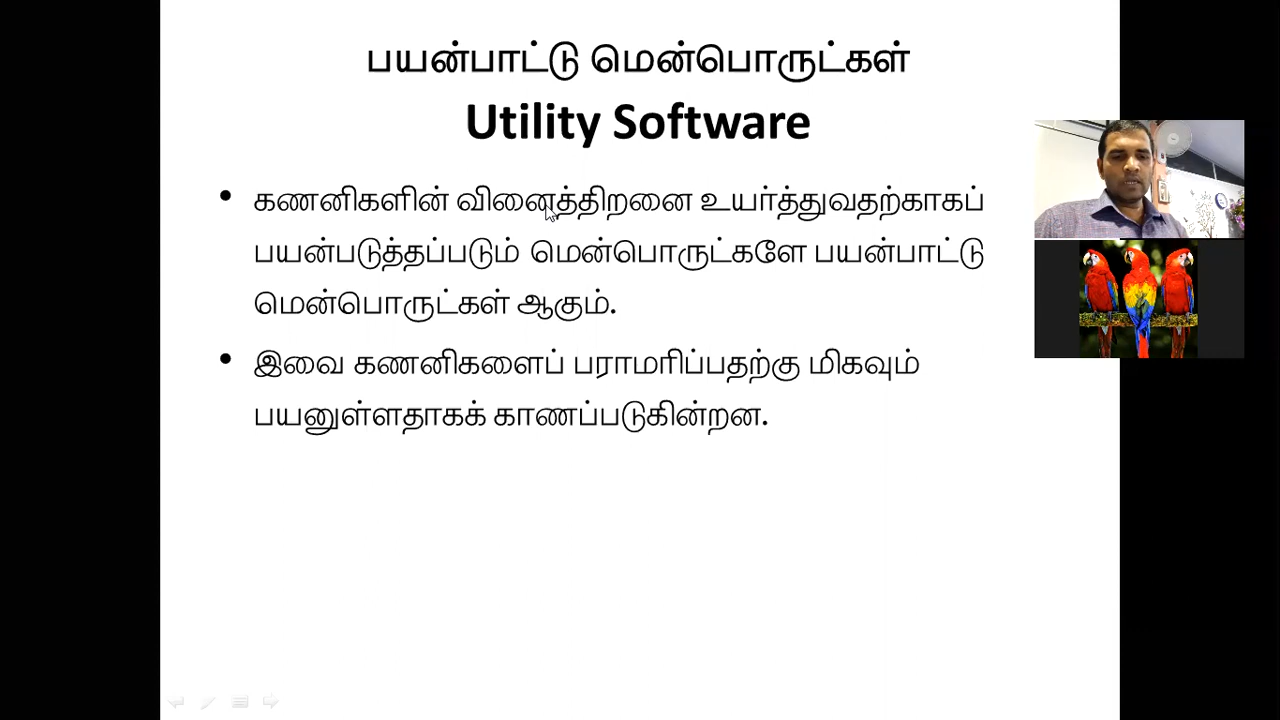 பயன்பாட்டு மென்பொருட்கள்
Utility Software
• கணனிகளின் வினைத்திறனை உயர்த்துவதற்காகப்
பயன்படுத்தப்படும் மென்பொருட்களே பயன்பாட்டு
மென்பொருட்கள் ஆகும்.
• இவை கணனிகளைப் பராமரிப்பதற்கு மிகவும்
பயனுள்ளதாகக் காணப்படுகின்றன.